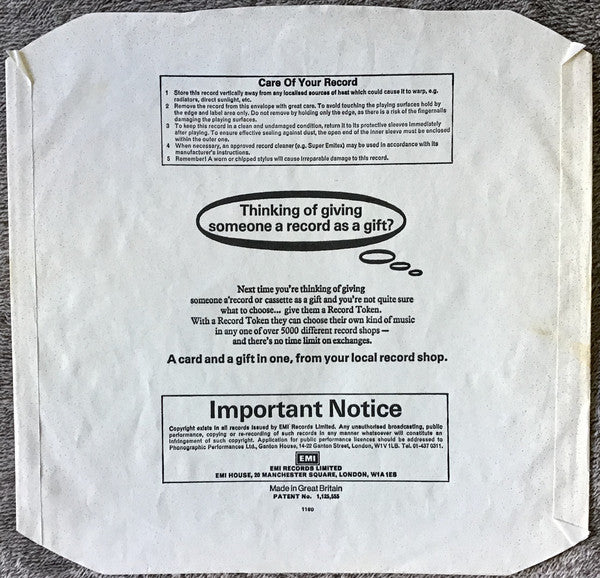 Care Of Your Record
1 Store this record vertically away from any localised sources of heat which could cause it to warp, e.g.
radiators, direct sunlight, etc.
2 Remove the record from this envelope with great care. To avoid touching the playing surfaces hold by
the edge and label area only. Do not remove by holding only the edge, as there is a risk of the fingernails
damaging the playing surfaces.
3 To keep this record in a clean and undamaged condition, return it to its protective sleeves immediately
after playing. To ensure effective sealing against dust, the open end of the inner sleeve must be enclosed
within the outer one.
4 When necessary, an approved record cleaner (e.g. Super Emitex) may be used in accordance with its
manufacturer's instructions.
5 Remember! A worn or chipped stylus will cause irreparable damage to this record.
Thinking of giving
someone a record as a gift?
Next time you're thinking of giving
someone a record or cassette as a gift and you're not quite sure
what to choose... give them a Record Token.
With a Record Token they can choose their own kind of music
in any one of over 5000 different record shops —
and there's no time limit on exchanges.
A card and a gift in one, from your local record shop.
Important Notice
Copyright exists in all records issued by EMI Records Limited. Any unauthorised broadcasting, public
performance, copying or re-recording of such records in any manner whatsoever will constitute an
infringement of such copyright. Application for public performance licences should be addressed to
Phonographic Performances Ltd., Ganton House, 14-22 Ganton Street, London, W1V 1LB. Tel. 01-437 0311.
EMI
EMI RECORDS LIMITED
EMI HOUSE, 20 MANCHESTER SQUARE, LONDON, W1A 1ES
Made in Great Britain
PATENT No. 1,125,555
1180